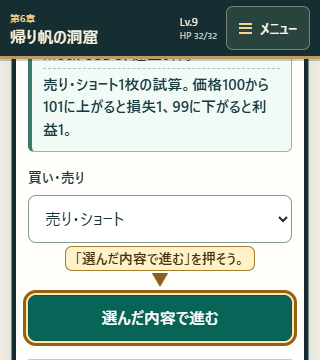 第6章
帰り帆の洞窟
Lv.9
HP 32/32
メニュー
売り・ショート1枚の試算。価格100から
101に上がると損失1、99に下がると利
益1。
買い・売り
売り・ショート
「選んだ内容で進む」を押そう。
選んだ内容で進む